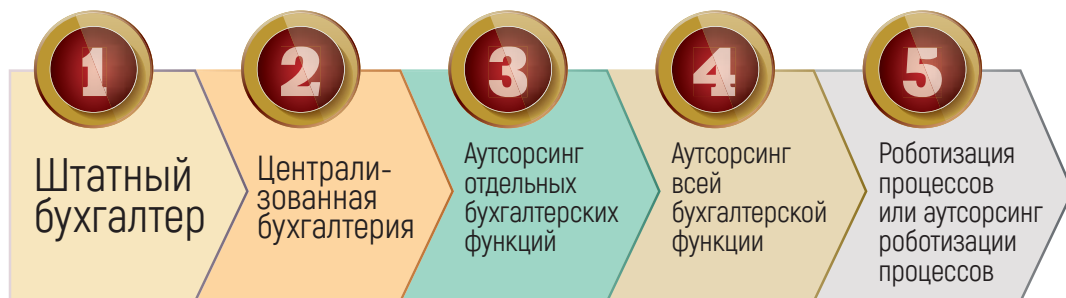 1
Штатный
бухгалтер
2
Централи-
зованная
бухгалтерия
3
Аутсорсинг
отдельных
бухгалтерских
функций
4
Аутсорсинг
всей
бухгалтерской
функции
5
Роботизация
процессов
или аутсорсинг
роботизации
процессов